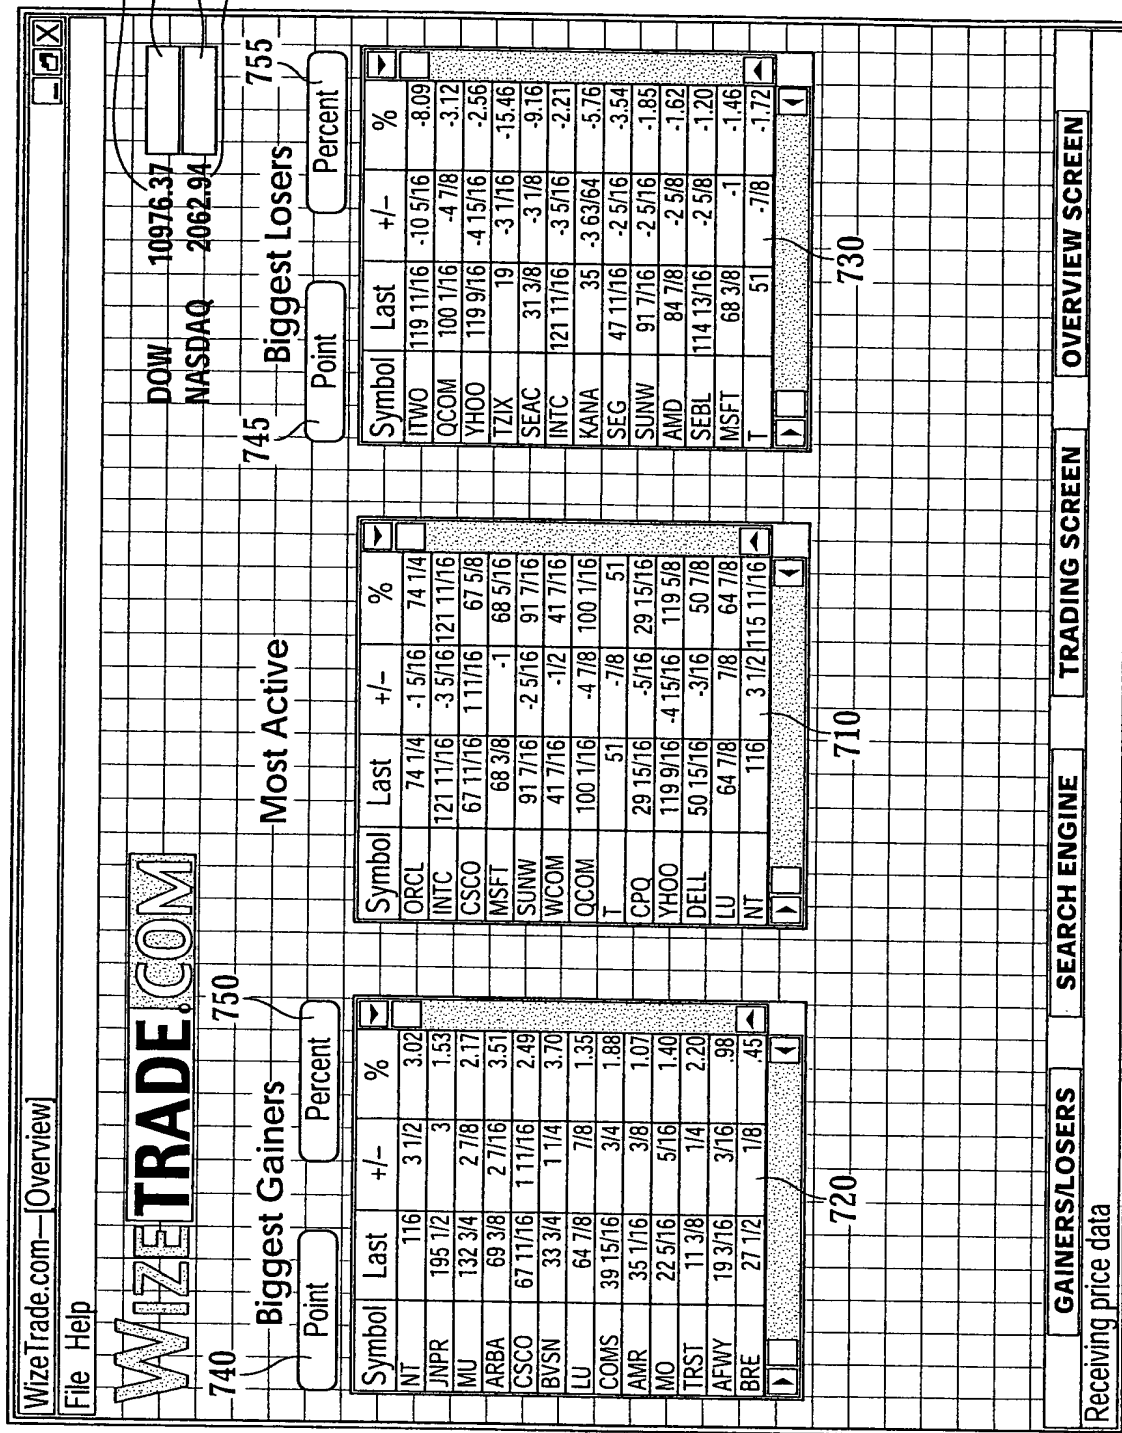 WizeTrade.com—[Overview]
File Help
WIZETRADE.COM
DOW 10976.37
NASDAQ 2062.94
740 750 745 755
Biggest Gainers Most Active Biggest Losers
Point Percent Point Percent
Symbol Last +/– %
NT 116 3 1/2 3.02
JNPR 195 1/2 3 1.53
MU 132 3/4 2 7/8 2.17
ARBA 69 3/8 2 7/16 3.51
CSCO 67 11/16 1 11/16 2.49
BVSN 33 3/4 1 1/4 3.70
LU 64 7/8 7/8 1.35
COMS 39 15/16 3/4 1.88
AMR 35 1/16 3/8 1.07
MO 22 5/16 5/16 1.40
TRST 11 3/8 1/4 2.20
AFWY 19 3/16 3/16 .98
BRE 27 1/2 1/8 .45
720
Symbol Last +/– %
ORCL 74 1/4 -1 5/16 74 1/4
INTC 121 11/16 -3 5/16 121 11/16
CSCO 67 11/16 1 11/16 67 5/8
MSFT 68 3/8 -1 68 5/16
SUNW 91 7/16 -2 5/16 91 7/16
WCOM 41 7/16 -1/2 41 7/16
QCOM 100 1/16 -4 7/8 100 1/16
T 51 -7/8 51
CPQ 29 15/16 -5/16 29 15/16
YHOO 119 9/16 -4 15/16 119 5/8
DELL 50 15/16 -3/16 50 7/8
LU 64 7/8 7/8 64 7/8
NT 116 3 1/2 115 11/16
710
Symbol Last +/– %
ITWO 119 11/16 -10 5/16 -8.09
QCOM 100 1/16 -4 7/8 -3.12
YHOO 119 9/16 -4 15/16 -2.56
TZIX 19 -3 1/16 -15.46
SEAC 31 3/8 -3 1/8 -9.16
INTC 121 11/16 -3 5/16 -2.21
KANA 35 -3 63/64 -5.76
SEG 47 11/16 -2 5/16 -3.54
SUNW 91 7/16 -2 5/16 -1.85
AMD 84 7/8 -2 5/8 -1.62
SEBL 114 13/16 -2 5/8 -1.20
MSFT 68 3/8 -1 -1.46
T 51 -7/8 -1.72
730
GAINERS/LOSERS SEARCH ENGINE TRADING SCREEN OVERVIEW SCREEN
Receiving price data